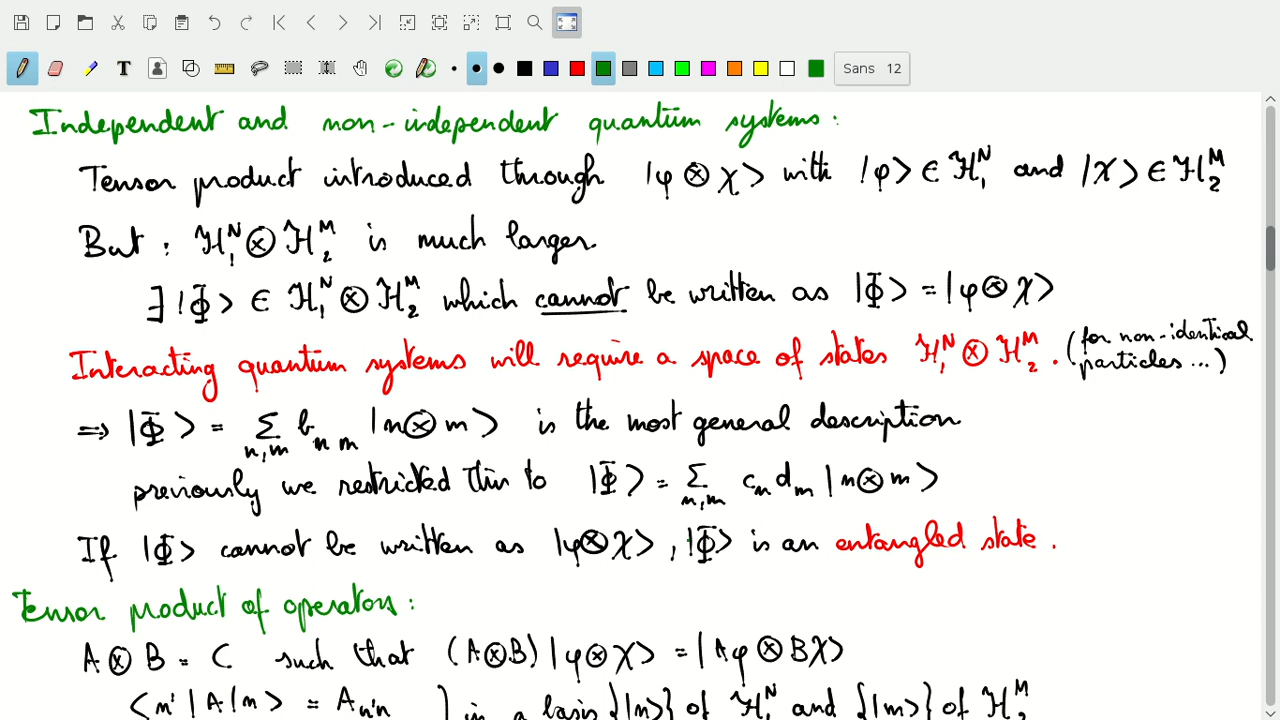 T
Sans 12
Independent and non-independent quantum systems:
Tensor product introduced through |φ ⊗ χ> with |φ> ∈ ℋ₁ᴺ and |χ> ∈ ℋ₂ᴹ
But : ℋ₁ᴺ ⊗ ℋ₂ᴹ is much larger
∃ |Φ> ∈ ℋ₁ᴺ ⊗ ℋ₂ᴹ which cannot be written as |Φ> = |φ ⊗ χ>
Interacting quantum systems will require a space of states ℋ₁ᴺ ⊗ ℋ₂ᴹ. (for non-identical particles ...)
⇒ |Φ> = Σ_{n,m} b_{nm} |n ⊗ m> is the most general description
previously we restricted this to |Φ> = Σ_{n,m} c_n d_m |n ⊗ m>
If |Φ> cannot be written as |φ ⊗ χ>, |Φ> is an entangled state.
Tensor product of operators:
A ⊗ B = C such that (A ⊗ B) |φ ⊗ χ> = |Aφ ⊗ Bχ>
<n'|A|n> = A_{n'n} } in a basis {|n>} of ℋ₁ᴺ and {|m>} of ℋ₂ᴹ